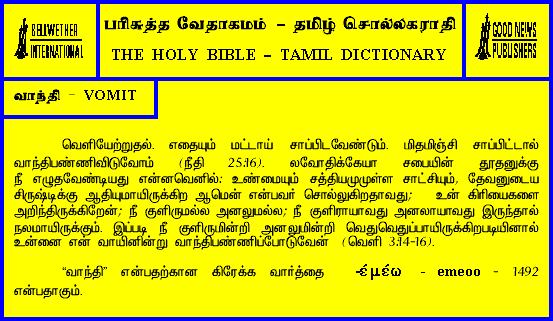 BELLWETHER
INTERNATIONAL
பரிசுத்த வேதாகமம் – தமிழ் சொல்லகராதி
THE HOLY BIBLE – TAMIL DICTIONARY
GOOD NEWS
PUBLISHERS
வாந்தி – VOMIT
வெளியேற்றுதல். எதையும் மட்டாய் சாப்பிடவேண்டும். மிதமிஞ்சி சாப்பிட்டால்
வாந்திபண்ணிவிடுவோம் (நீதி 25:16). லவோதிக்கேயா சபையின் தூதனுக்கு
நீ எழுதவேண்டியது என்னவெனில்: உண்மையும் சத்தியமுமுள்ள சாட்சியும், தேவனுடைய
சிருஷ்டிக்கு ஆதியுமாயிருக்கிற ஆமென் என்பவர் சொல்லுகிறதாவது; உன் கிரியைகளை
அறிந்திருக்கிறேன்; நீ குளிருமல்ல அனலுமல்ல; நீ குளிராயாவது அனலாயாவது இருந்தால்
நலமாயிருக்கும். இப்படி நீ குளிருமின்றி அனலுமின்றி வெதுவெதுப்பாயிருக்கிறபடியினால்
உன்னை என் வாயினின்று வாந்திபண்ணிப்போடுவேன் (வெளி 3:14-16).
“வாந்தி” என்பதற்கான கிரேக்க வார்த்தை -ἐμέω - emeoo - 1492
என்பதாகும்.